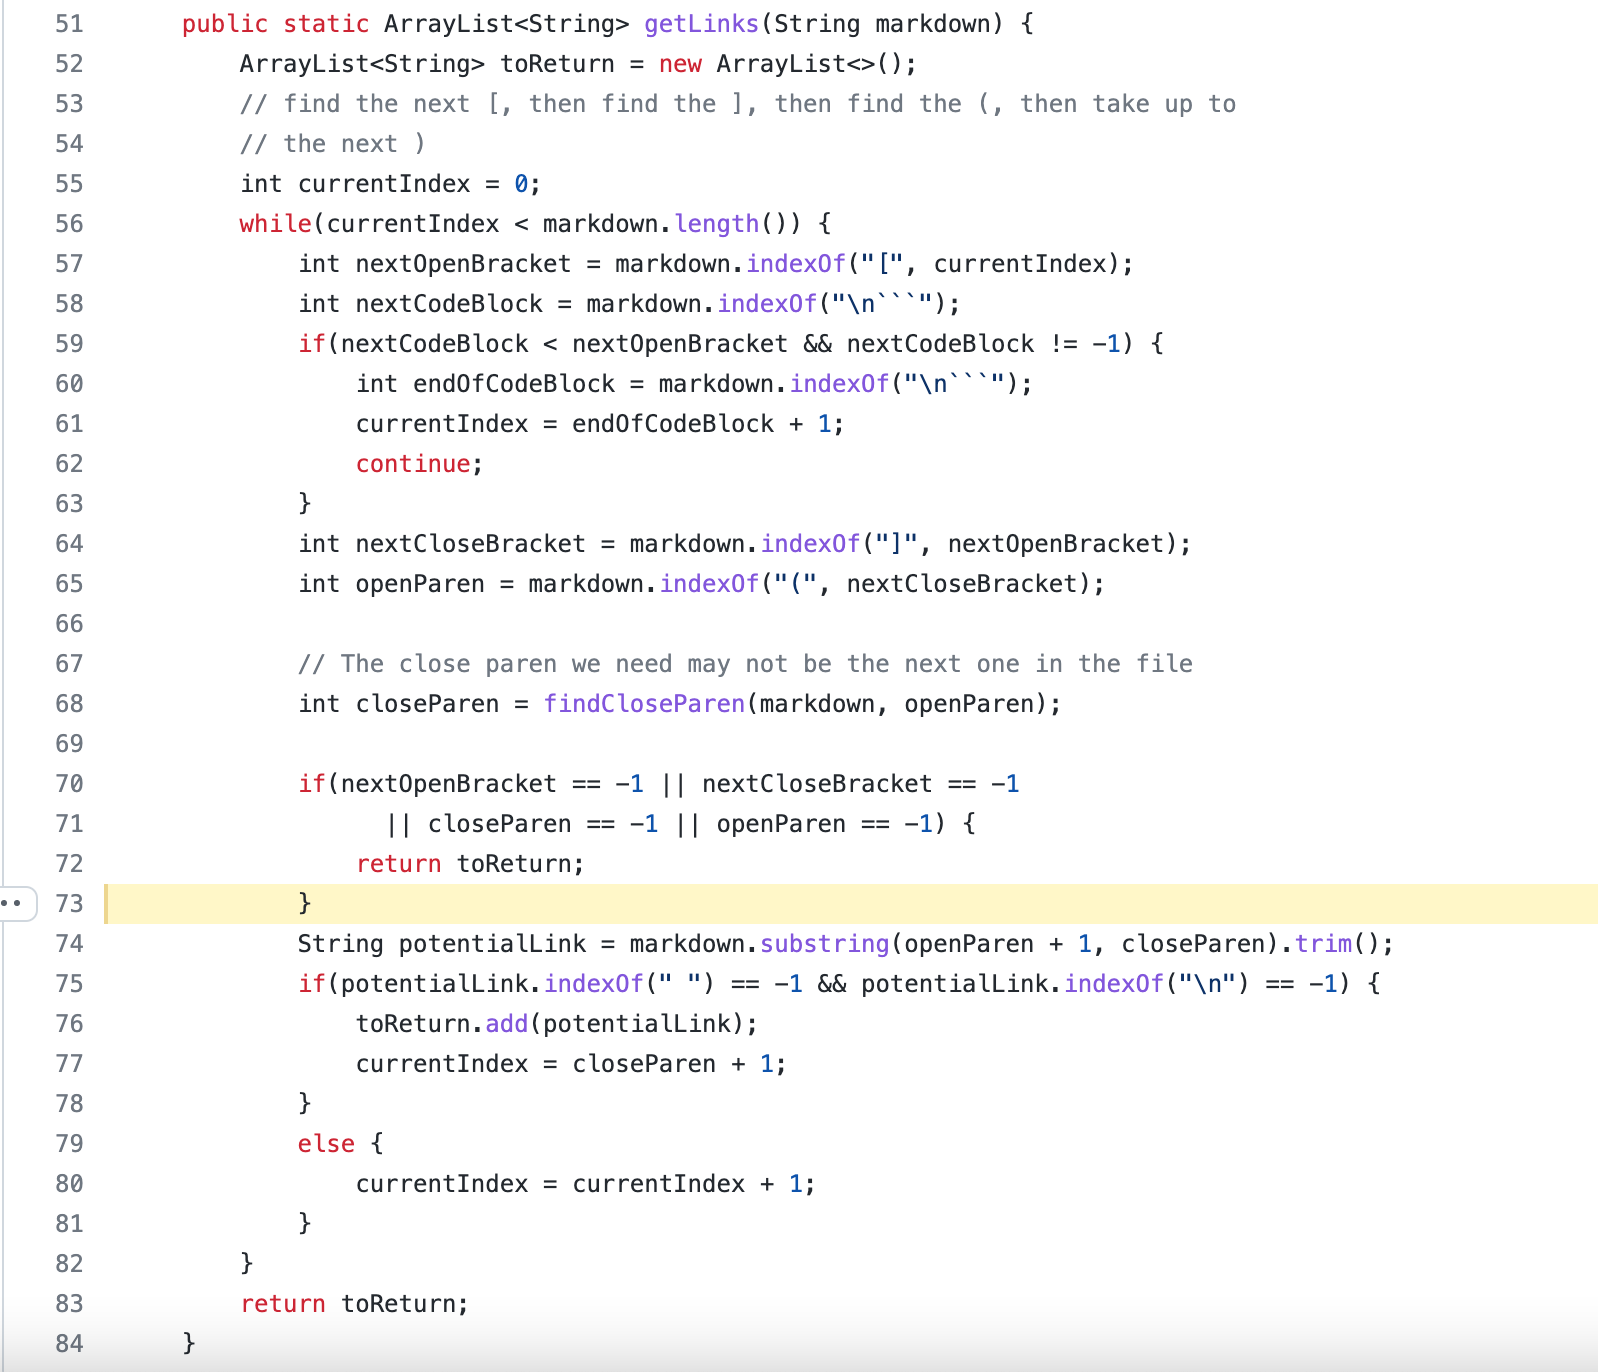 51 public static ArrayList<String> getLinks(String markdown) {
52 ArrayList<String> toReturn = new ArrayList<>();
53 // find the next [, then find the ], then find the (, then take up to
54 // the next )
55 int currentIndex = 0;
56 while(currentIndex < markdown.length()) {
57 int nextOpenBracket = markdown.indexOf("[", currentIndex);
58 int nextCodeBlock = markdown.indexOf("\n```");
59 if(nextCodeBlock < nextOpenBracket && nextCodeBlock != -1) {
60 int endOfCodeBlock = markdown.indexOf("\n```");
61 currentIndex = endOfCodeBlock + 1;
62 continue;
63 }
64 int nextCloseBracket = markdown.indexOf("]", nextOpenBracket);
65 int openParen = markdown.indexOf("(", nextCloseBracket);
66
67 // The close paren we need may not be the next one in the file
68 int closeParen = findCloseParen(markdown, openParen);
69
70 if(nextOpenBracket == -1 || nextCloseBracket == -1
71 || closeParen == -1 || openParen == -1) {
72 return toReturn;
73 }
74 String potentialLink = markdown.substring(openParen + 1, closeParen).trim();
75 if(potentialLink.indexOf(" ") == -1 && potentialLink.indexOf("\n") == -1) {
76 toReturn.add(potentialLink);
77 currentIndex = closeParen + 1;
78 }
79 else {
80 currentIndex = currentIndex + 1;
81 }
82 }
83 return toReturn;
84 }